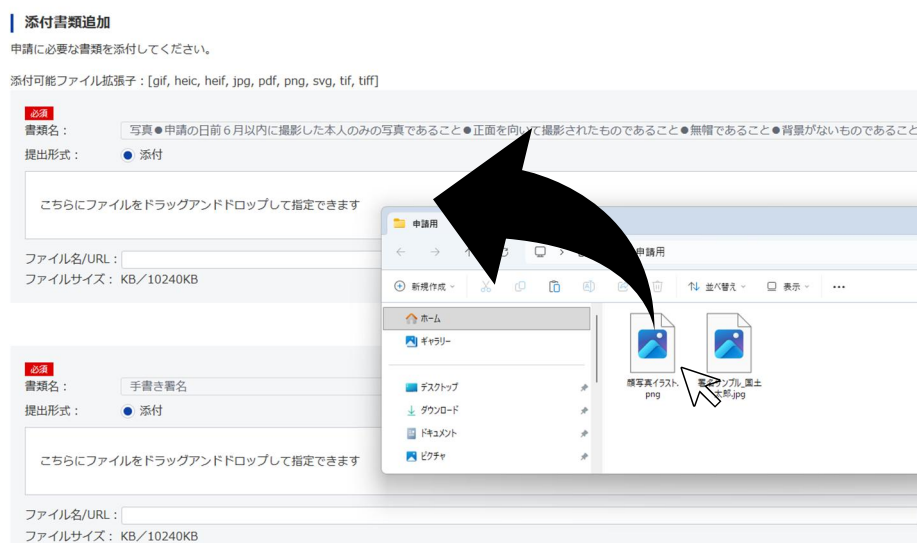 添付書類追加
申請に必要な書類を添付してください。
添付可能ファイル拡張子：[gif, heic, heif, jpg, pdf, png, svg, tif, tiff]
必須
書類名：
写真●申請の日前６月以内に撮影した本人のみの写真であること●正面を向いて撮影されたものであること●無帽であること●背景がないものであること
提出形式：
添付
こちらにファイルをドラッグアンドドロップして指定できます
ファイル名/URL：
ファイルサイズ： KB／10240KB
必須
書類名：
手書き署名
提出形式：
添付
こちらにファイルをドラッグアンドドロップして指定できます
ファイル名/URL：
ファイルサイズ： KB／10240KB
申請用
申請用
新規作成
並べ替え
表示
ホーム
ギャラリー
デスクトップ
ダウンロード
ドキュメント
ピクチャ
顔写真イラスト.
png
署名サンプル_国土
太郎.jpg